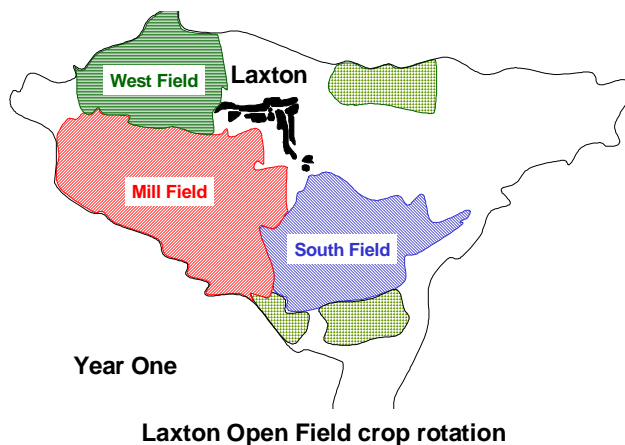 Laxton
West Field
Mill Field
South Field
Year One
Laxton Open Field crop rotation